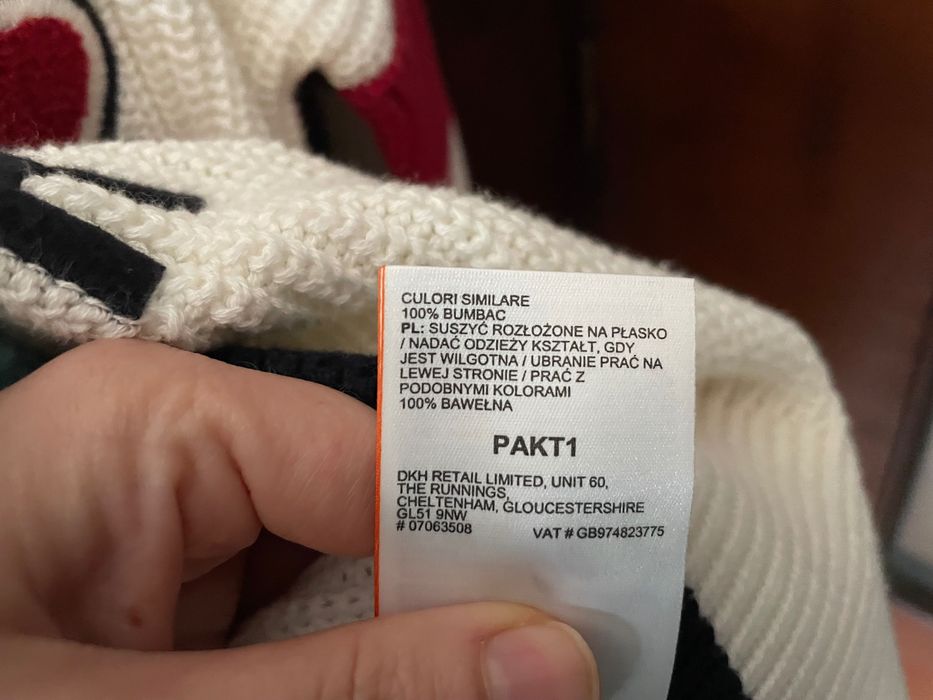 CULORI SIMILARE
100% BUMBAC
PL: SUSZYĆ ROZŁOŻONE NA PŁASKO
/ NADAĆ ODZIEŻY KSZTAŁT, GDY
JEST WILGOTNA / UBRANIE PRAĆ NA
LEWEJ STRONIE / PRAĆ Z
PODOBNYMI KOLORAMI
100% BAWEŁNA
PAKT1
DKH RETAIL LIMITED, UNIT 60,
THE RUNNINGS,
CHELTENHAM, GLOUCESTERSHIRE
GL51 9NW
# 07063508 VAT # GB974823775